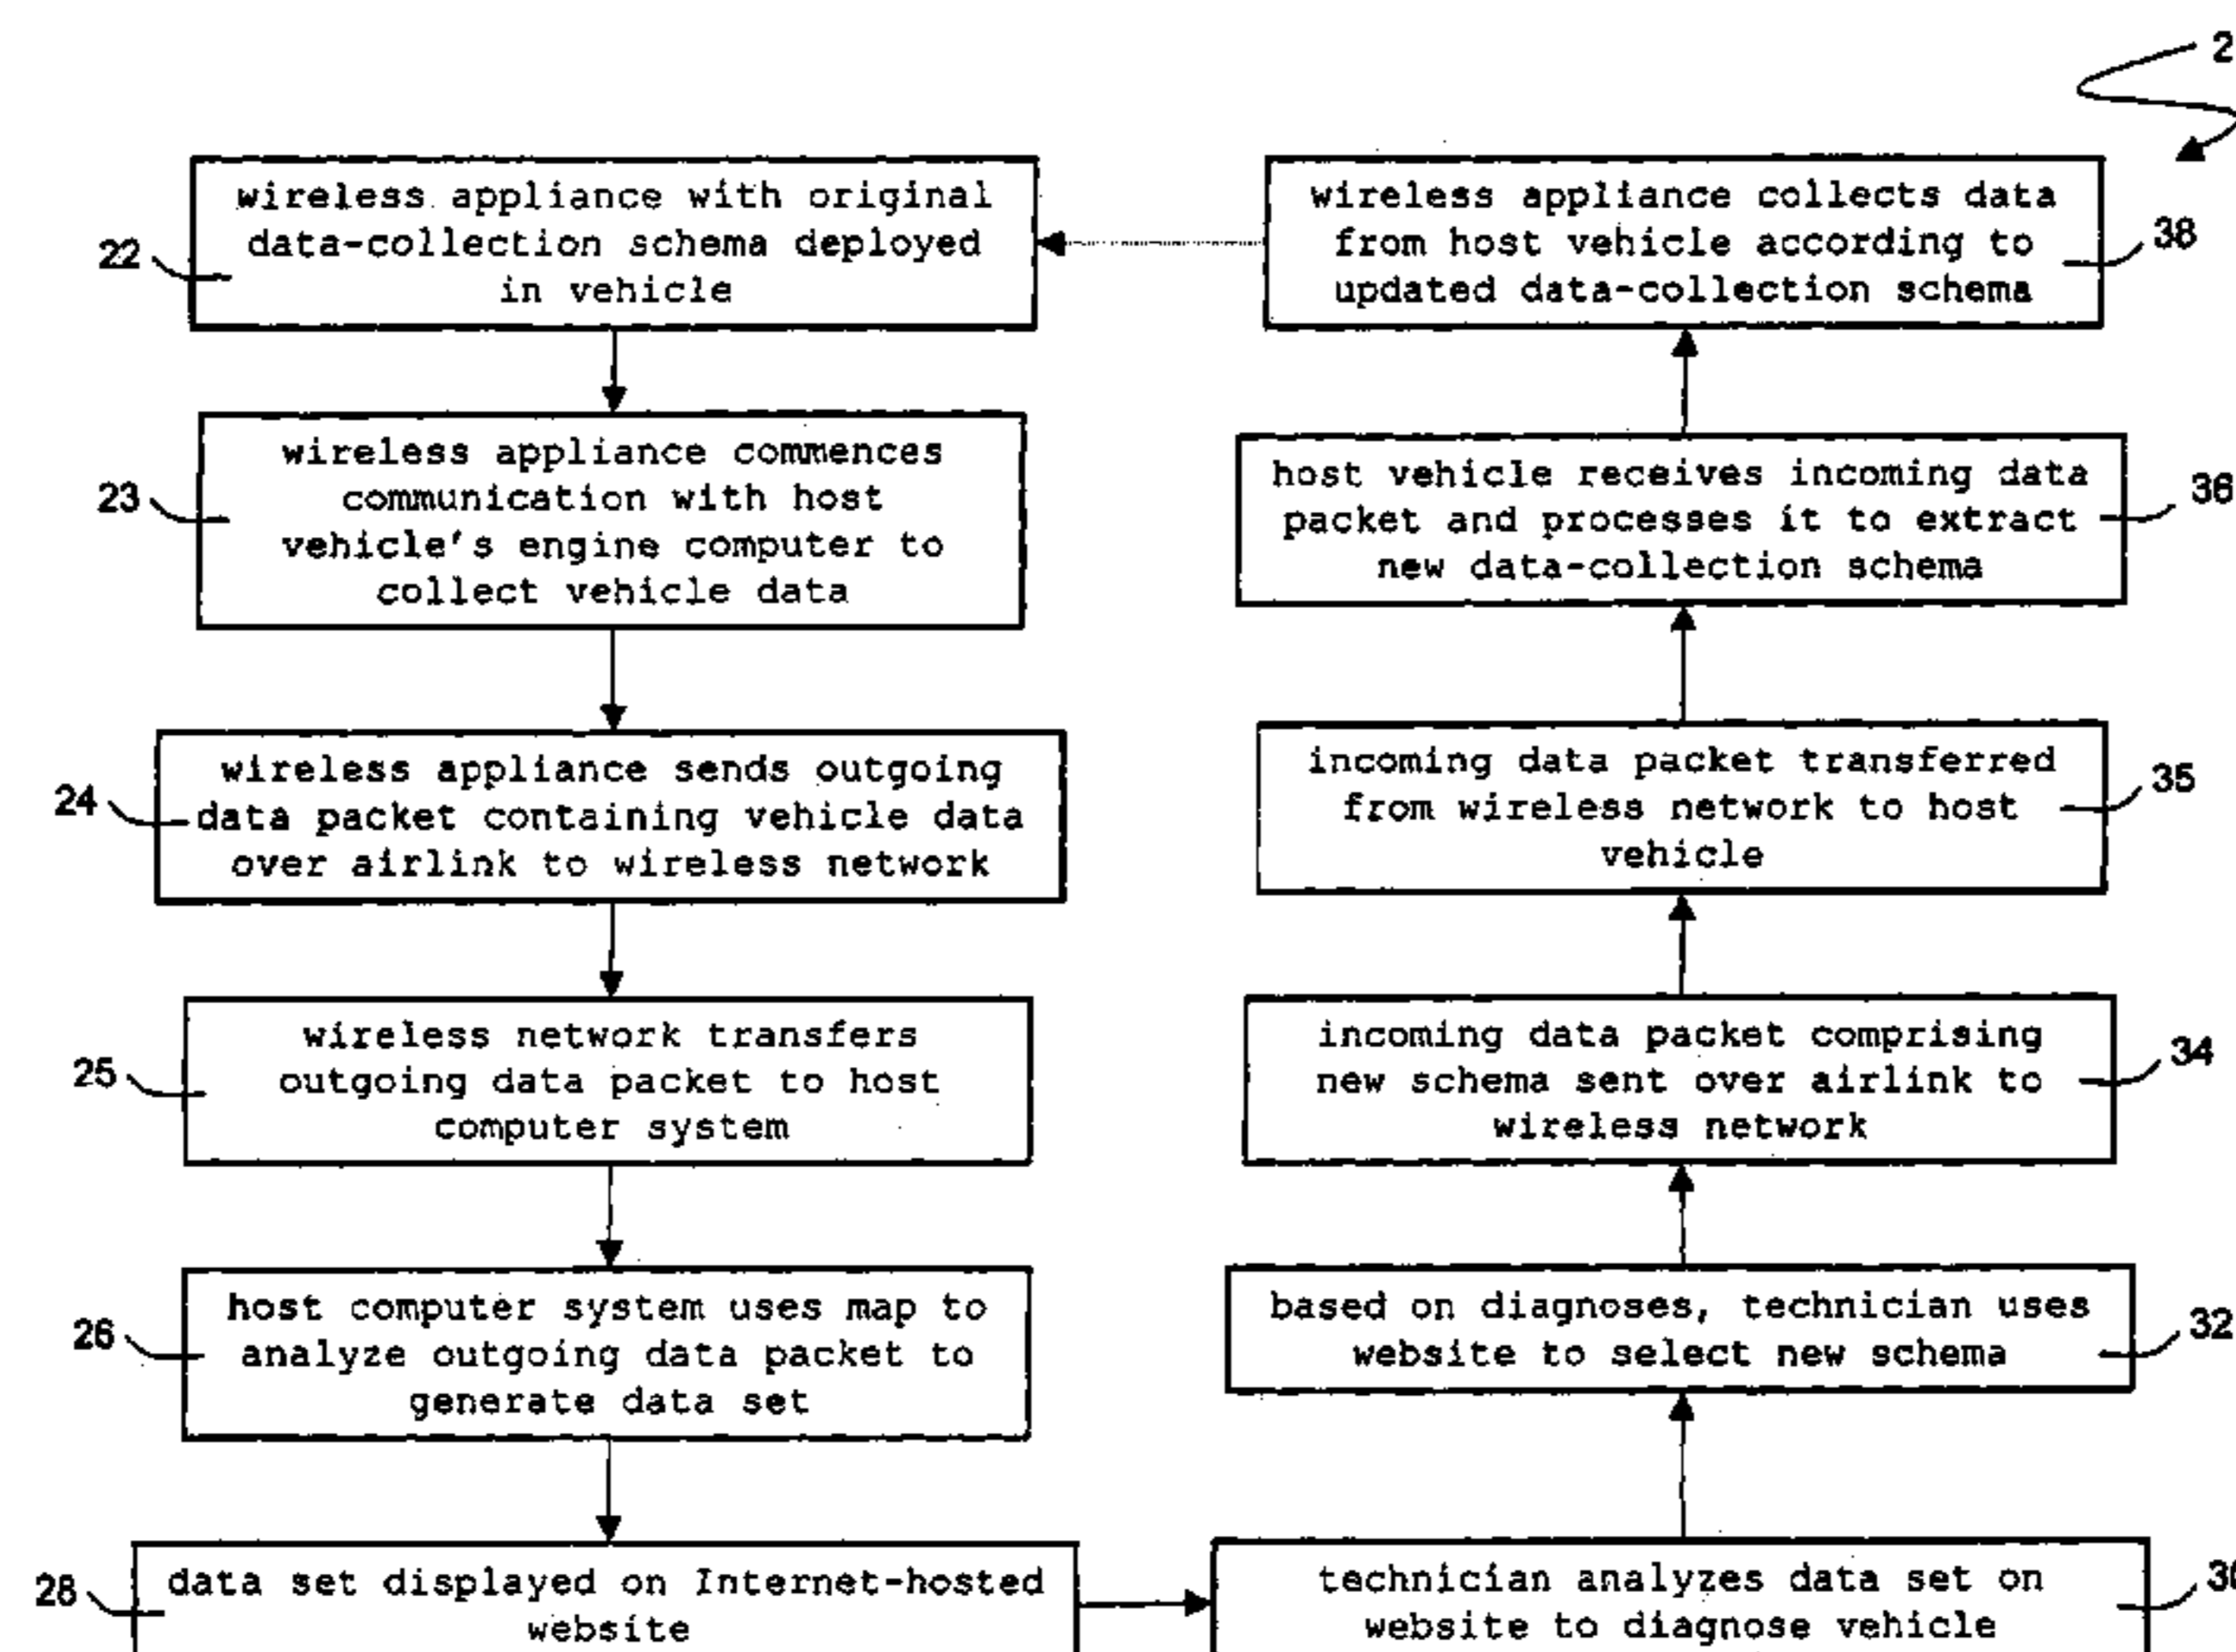 2
22
wireless appliance with original
data-collection schema deployed
in vehicle
23
wireless appliance commences
communication with host
vehicle's engine computer to
collect vehicle data
24
wireless appliance sends outgoing
data packet containing vehicle data
over airlink to wireless network
25
wireless network transfers
outgoing data packet to host
computer system
26
host computer system uses map to
analyze outgoing data packet to
generate data set
28
data set displayed on Internet-hosted
website
technician analyzes data set on
website to diagnose vehicle
based on diagnoses, technician uses
website to select new schema
32
incoming data packet comprising
new schema sent over airlink to
wireless network
34
incoming data packet transferred
from wireless network to host
vehicle
35
host vehicle receives incoming data
packet and processes it to extract
new data-collection schema
36
wireless appliance collects data
from host vehicle according to
updated data-collection schema
38